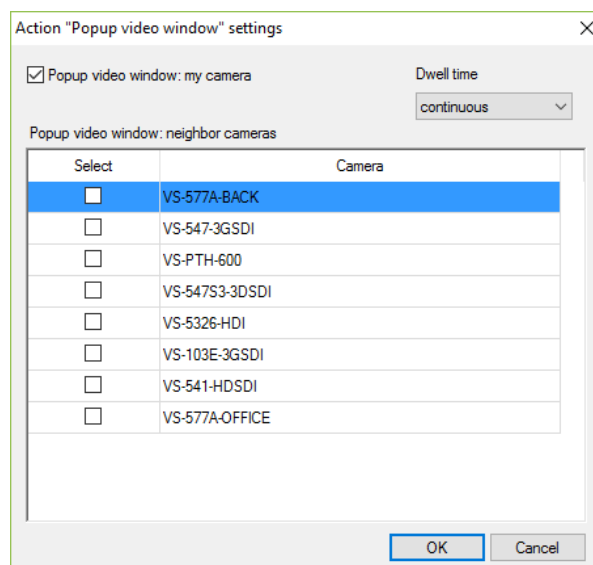 Action "Popup video window" settings
Popup video window: my camera
Dwell time
continuous
Popup video window: neighbor cameras
Select Camera
VS-577A-BACK
VS-547-3GSDI
VS-PTH-600
VS-547S3-3DSDI
VS-5326-HDI
VS-103E-3GSDI
VS-541-HDSDI
VS-577A-OFFICE
OK Cancel